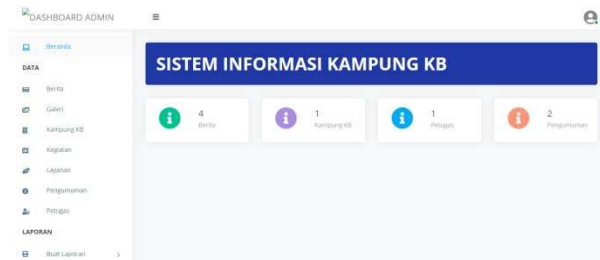 DASHBOARD ADMIN
Beranda
DATA
Berita
Galeri
Kampung KB
Kegiatan
Layanan
Pengumuman
Petugas
LAPORAN
Buat Laporan
SISTEM INFORMASI KAMPUNG KB
4
Berita
1
Kampung KB
1
Petugas
2
Pengumuman